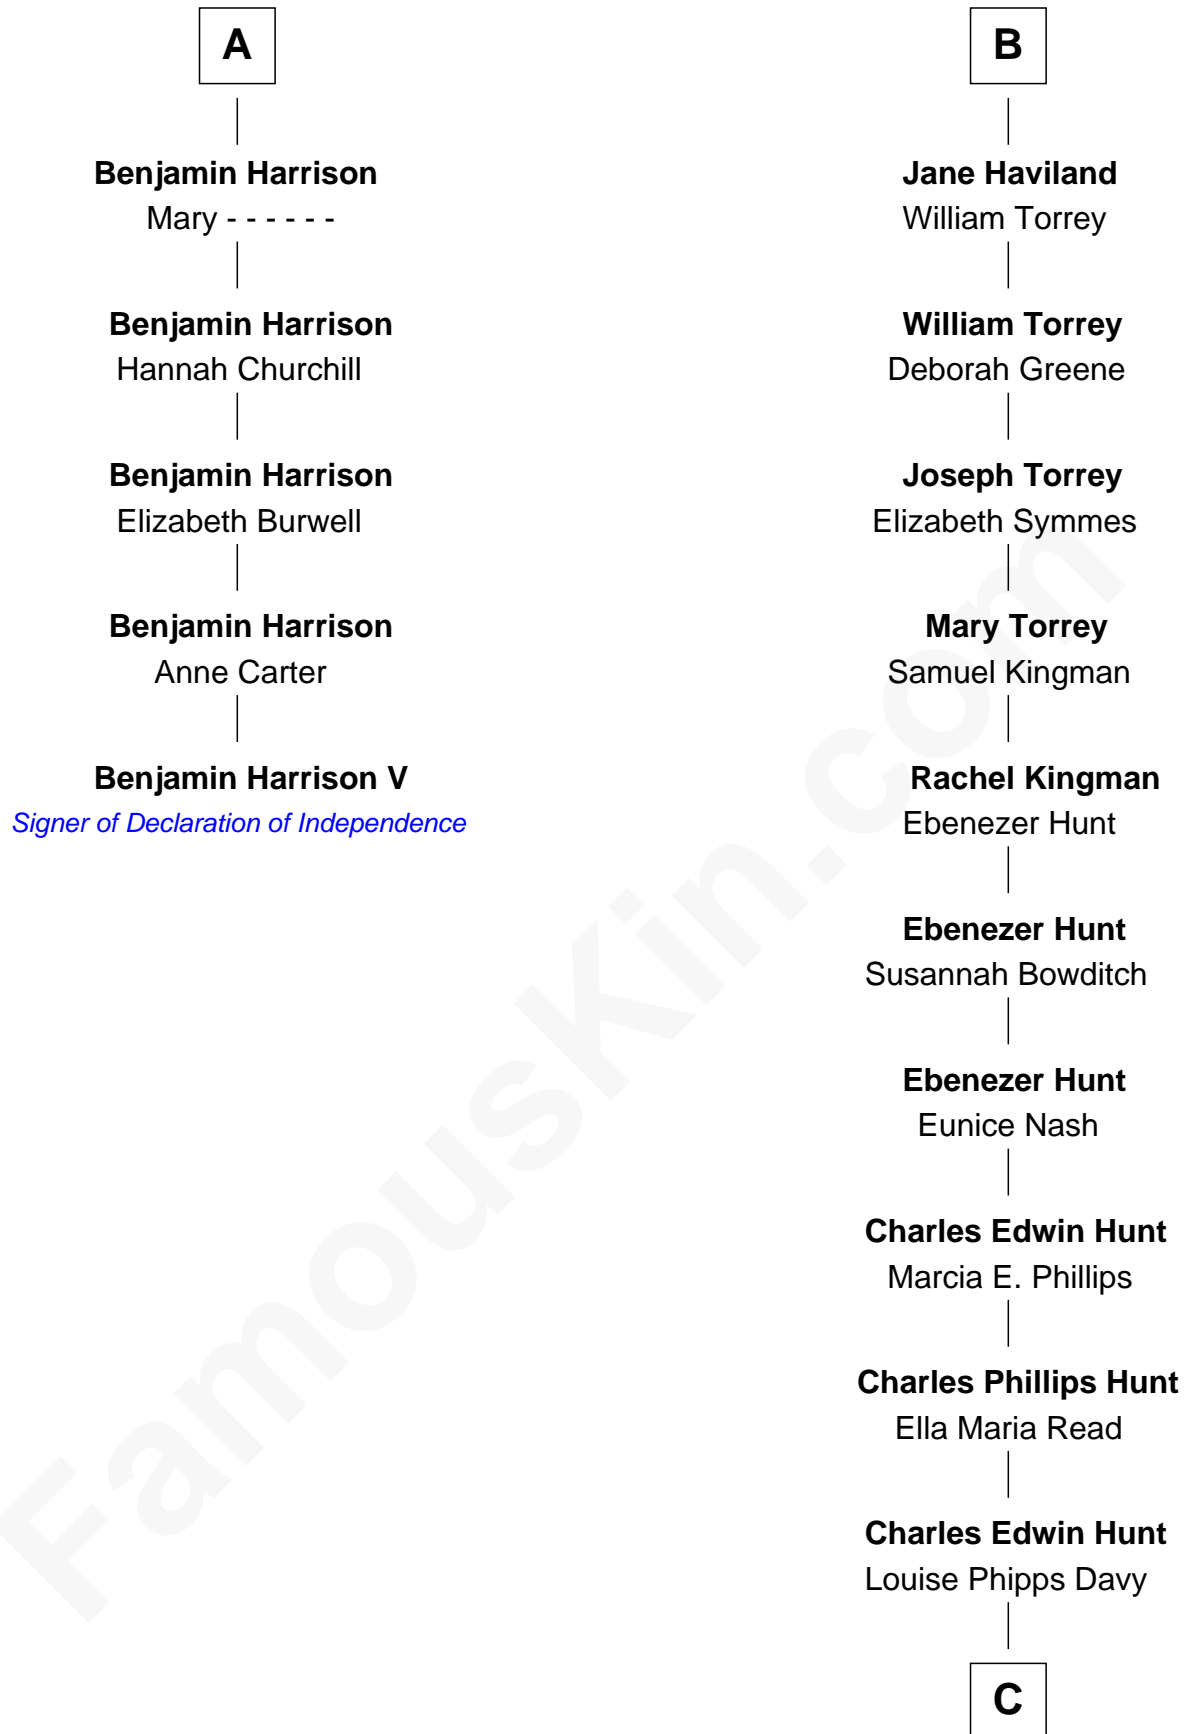 A
Benjamin Harrison
Mary - - - - - -
Benjamin Harrison
Hannah Churchill
Benjamin Harrison
Elizabeth Burwell
Benjamin Harrison
Anne Carter
Benjamin Harrison V
Signer of Declaration of Independence
B
Jane Haviland
William Torrey
William Torrey
Deborah Greene
Joseph Torrey
Elizabeth Symmes
Mary Torrey
Samuel Kingman
Rachel Kingman
Ebenezer Hunt
Ebenezer Hunt
Susannah Bowditch
Ebenezer Hunt
Eunice Nash
Charles Edwin Hunt
Marcia E. Phillips
Charles Phillips Hunt
Ella Maria Read
Charles Edwin Hunt
Louise Phipps Davy
C
FamousKin.com